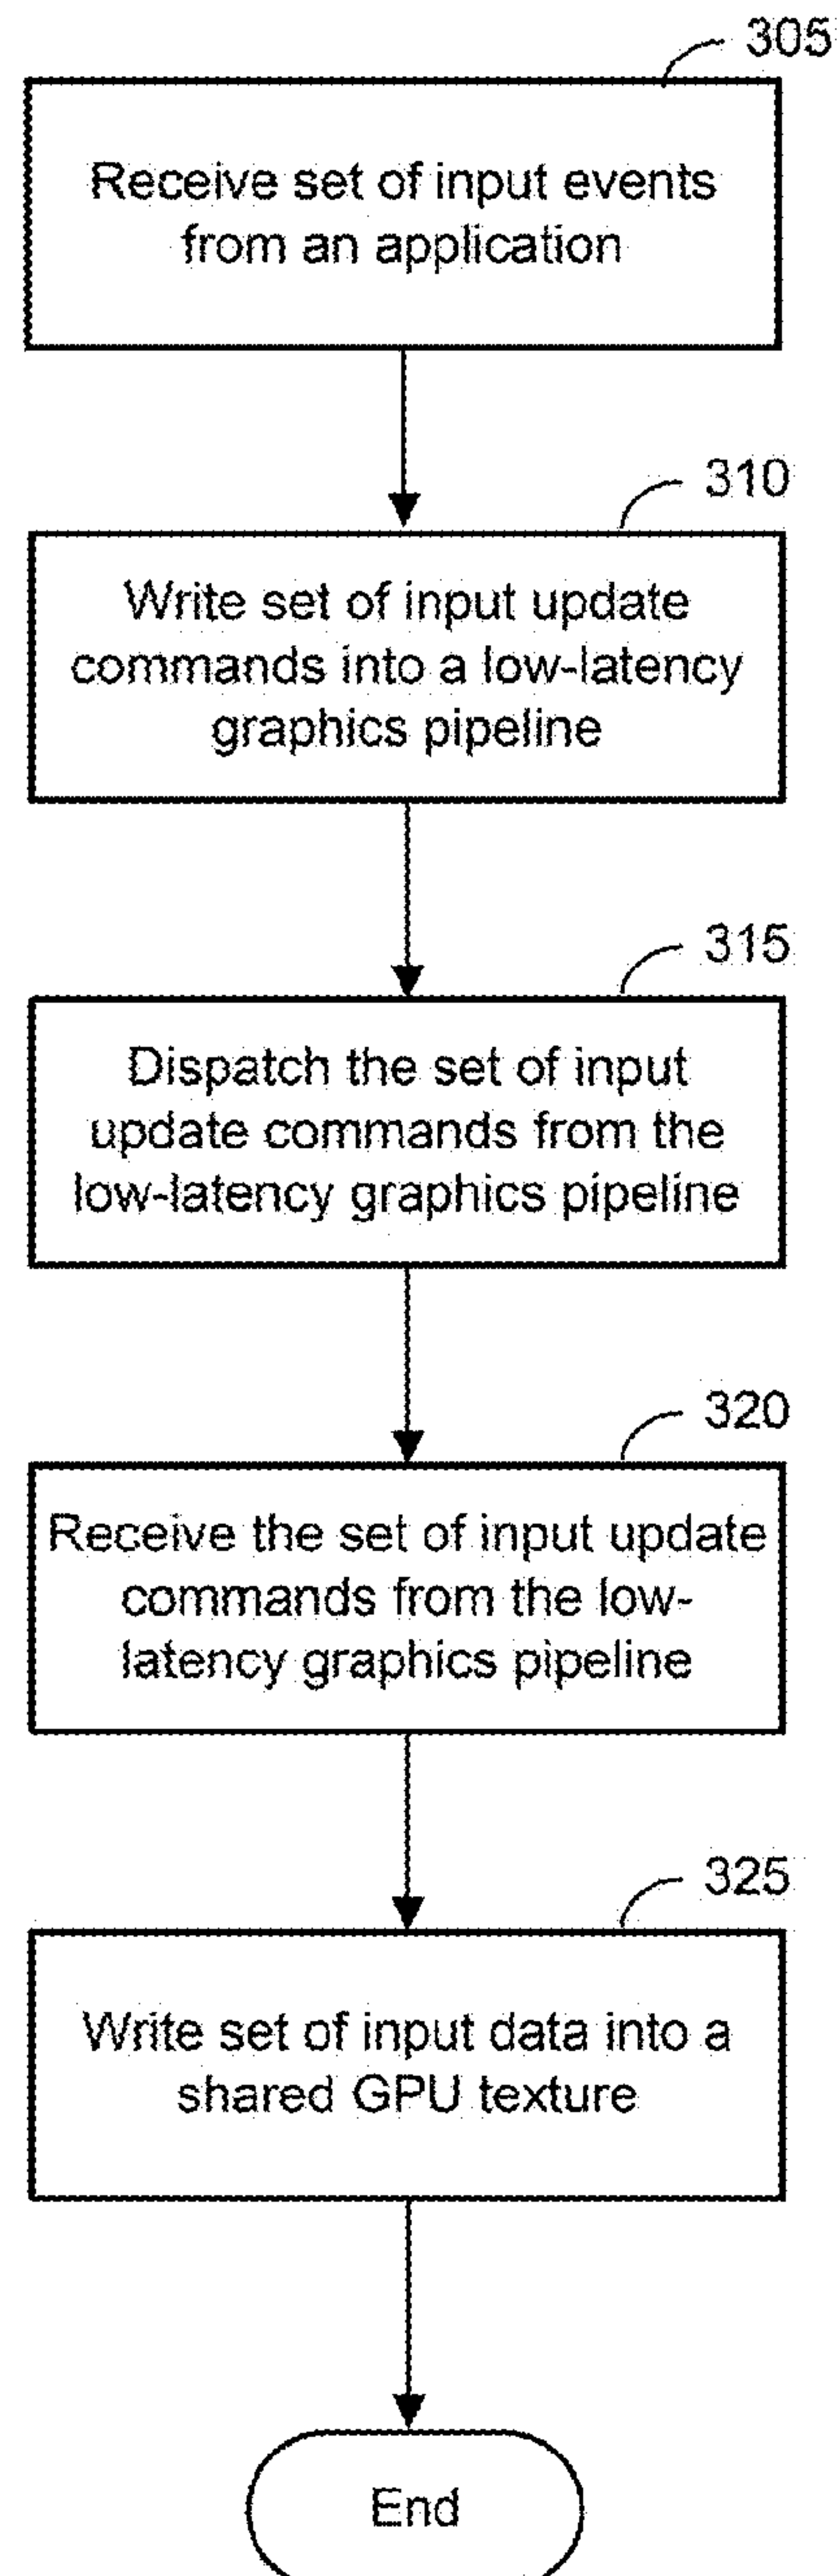 305
Receive set of input events
from an application
310
Write set of input update
commands into a low-latency
graphics pipeline
315
Dispatch the set of input
update commands from the
low-latency graphics pipeline
320
Receive the set of input update
commands from the low-
latency graphics pipeline
325
Write set of input data into a
shared GPU texture
End